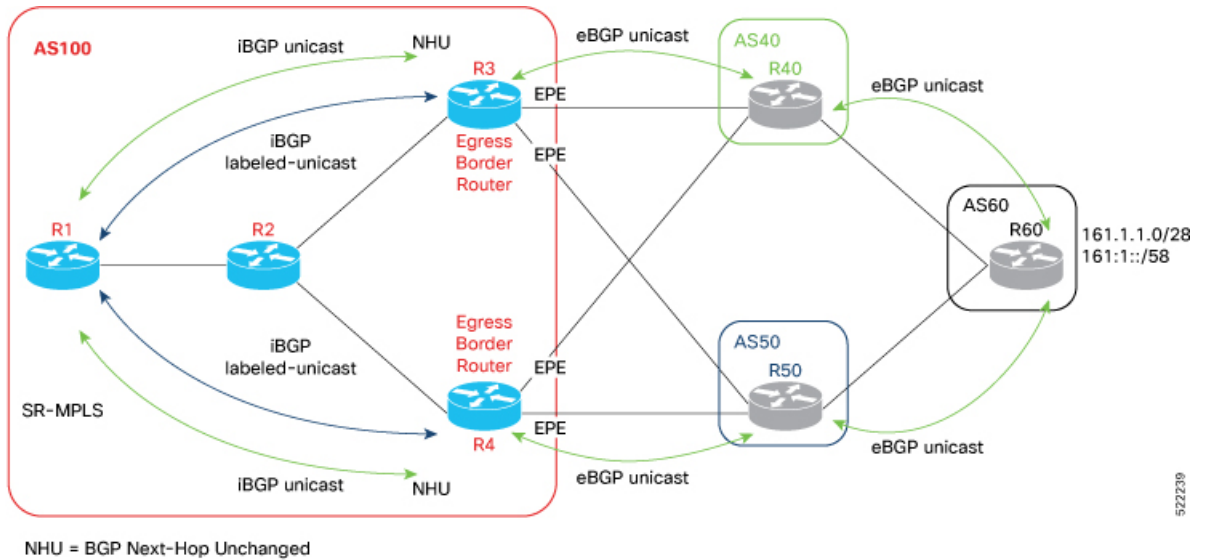 AS100
iBGP unicast
NHU
eBGP unicast
AS40
R40
eBGP unicast
R3
EPE
iBGP
labeled-unicast
Egress
Border
Router
EPE
R1
R2
AS60
R60
161.1.1.0/28
161:1::/58
Egress
Border
Router
iBGP
labeled-unicast
EPE
AS50
R50
SR-MPLS
EPE
R4
eBGP unicast
iBGP unicast
NHU
eBGP unicast
522239
NHU = BGP Next-Hop Unchanged